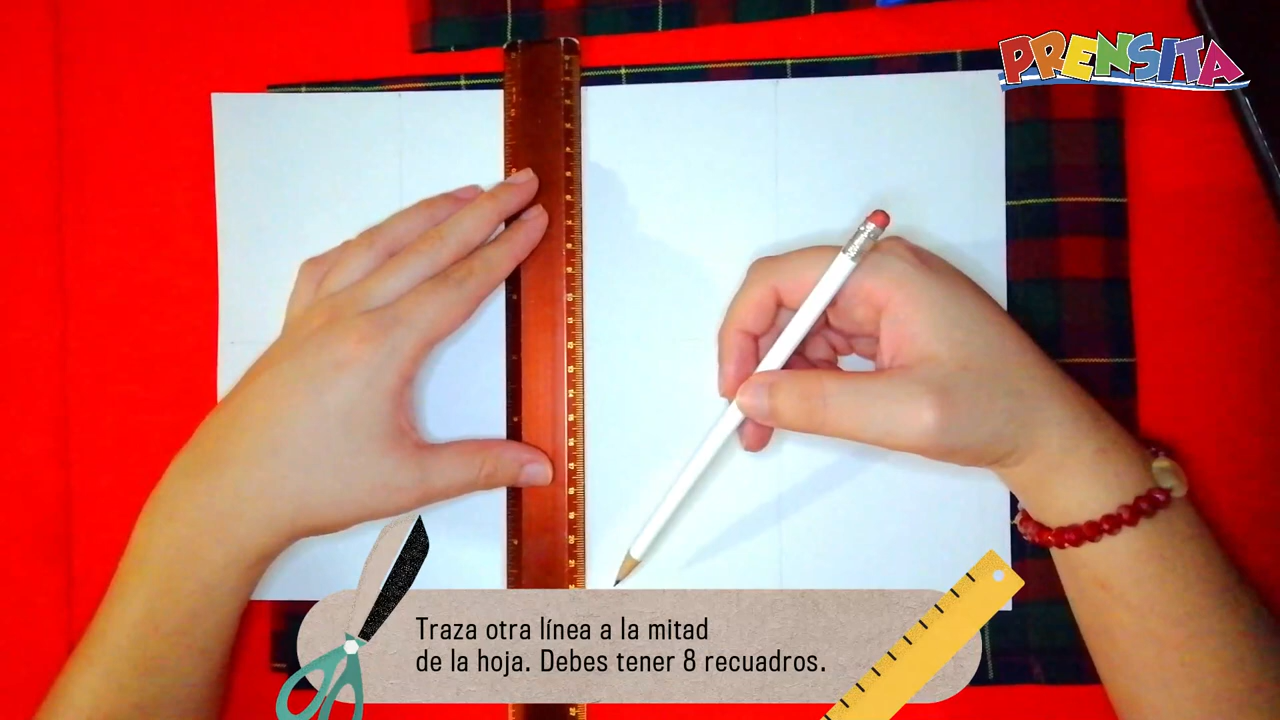 PRENSITA
Traza otra línea a la mitad
de la hoja. Debes tener 8 recuadros.